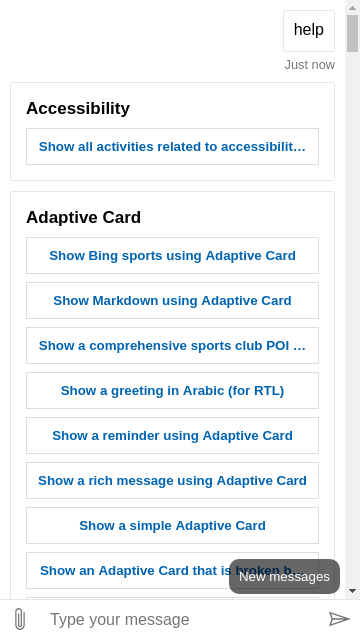 help
Just now
Accessibility
Show all activities related to accessibilit…
Adaptive Card
Show Bing sports using Adaptive Card
Show Markdown using Adaptive Card
Show a comprehensive sports club POI …
Show a greeting in Arabic (for RTL)
Show a reminder using Adaptive Card
Show a rich message using Adaptive Card
Show a simple Adaptive Card
Show an Adaptive Card that is broken b…
New messages
Type your message